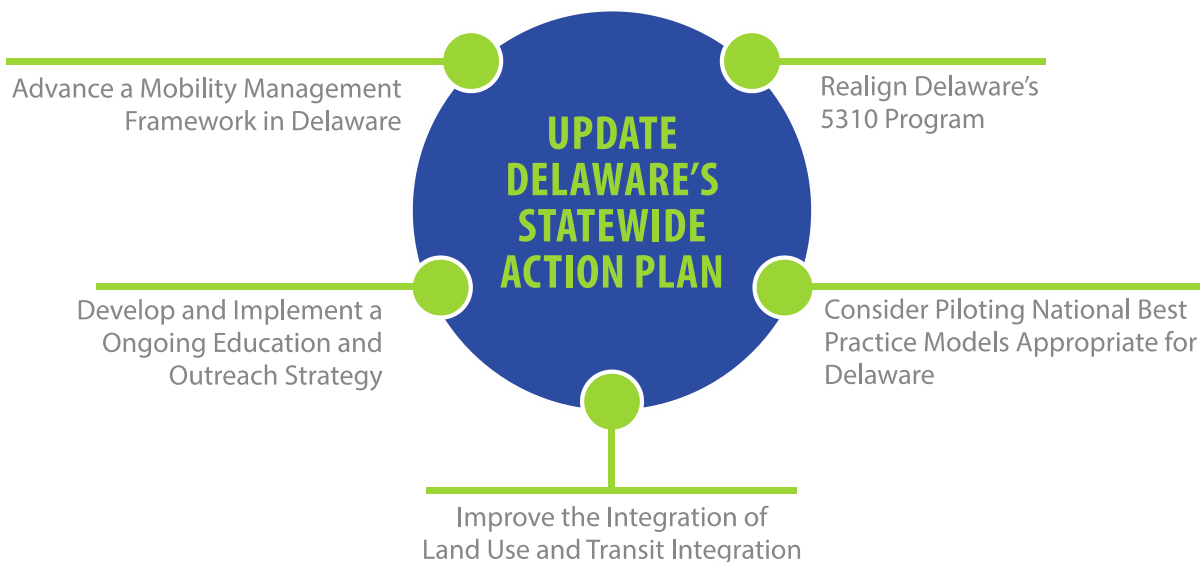 Advance a Mobility Management
Framework in Delaware
Realign Delaware’s
5310 Program
UPDATE
DELAWARE’S
STATEWIDE
ACTION PLAN
Develop and Implement a
Ongoing Education and
Outreach Strategy
Consider Piloting National Best
Practice Models Appropriate for
Delaware
Improve the Integration of
Land Use and Transit Integration